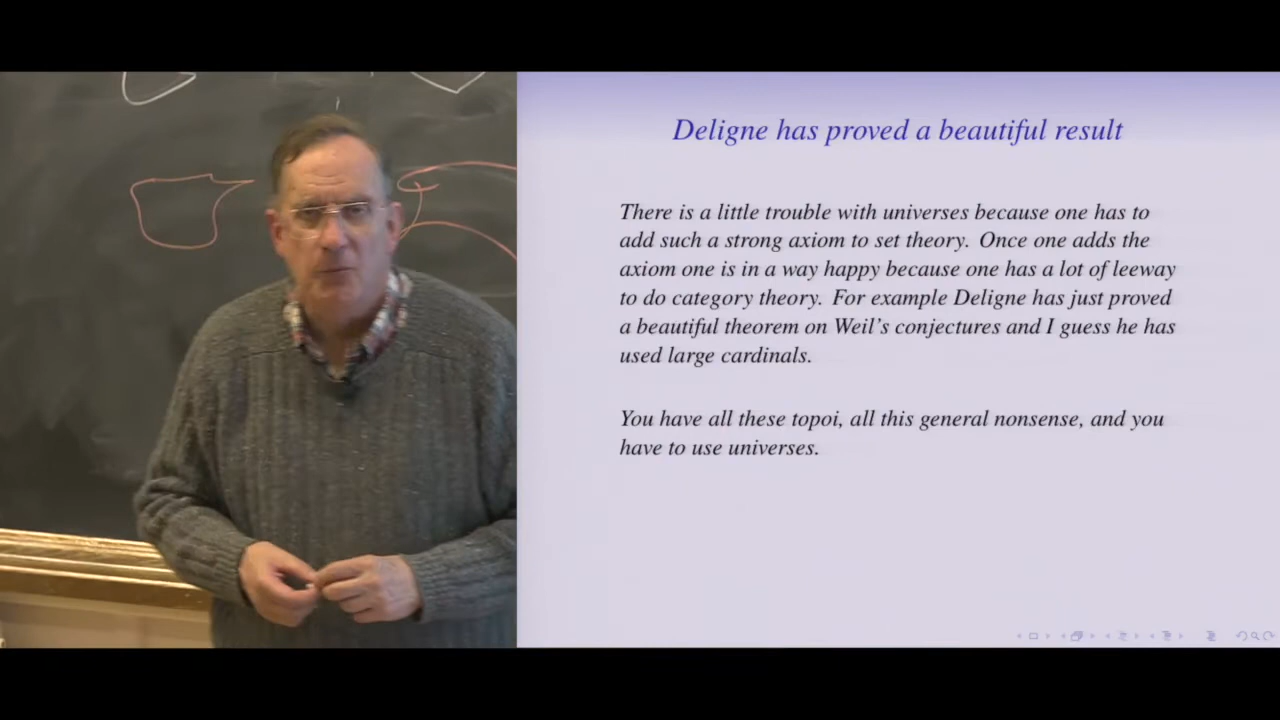 Deligne has proved a beautiful result
There is a little trouble with universes because one has to
add such a strong axiom to set theory. Once one adds the
axiom one is in a way happy because one has a lot of leeway
to do category theory. For example Deligne has just proved
a beautiful theorem on Weil's conjectures and I guess he has
used large cardinals.
You have all these topoi, all this general nonsense, and you
have to use universes.